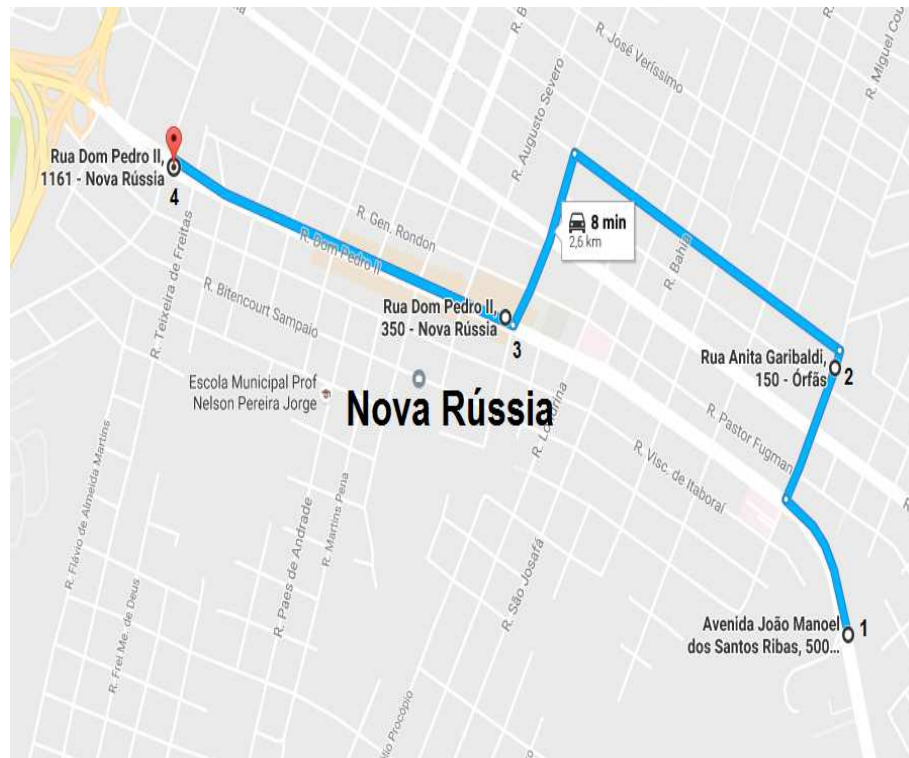 R. B
a
R. José Veríssimo
R. Miguel Cou
R. Augusto Severo
Rua Dom Pedro II,
1161 - Nova Rússia
4
R. Gen. Rondon
8 min
2,6 km
R. Bahia
R. Dom Pedro II
R. Teixeira de Freitas
R. Bitencourt Sampaio
Rua Dom Pedro II,
350 - Nova Rússia
3
Rua Anita Garibaldi,
150 - Órfãs
2
Escola Municipal Prof
Nelson Pereira Jorge
Nova Rússia
R. Londrina
R. Pastor Fugman
R. Visc. de Itaboraí
R. Flávio de Almeida Martins
R. Martins Pena
R. Paes de Andrade
R. São Josafá
R. Frei Me. de Deus
Avenida João Manoel
dos Santos Ribas, 500...
1
lio Procópio
R